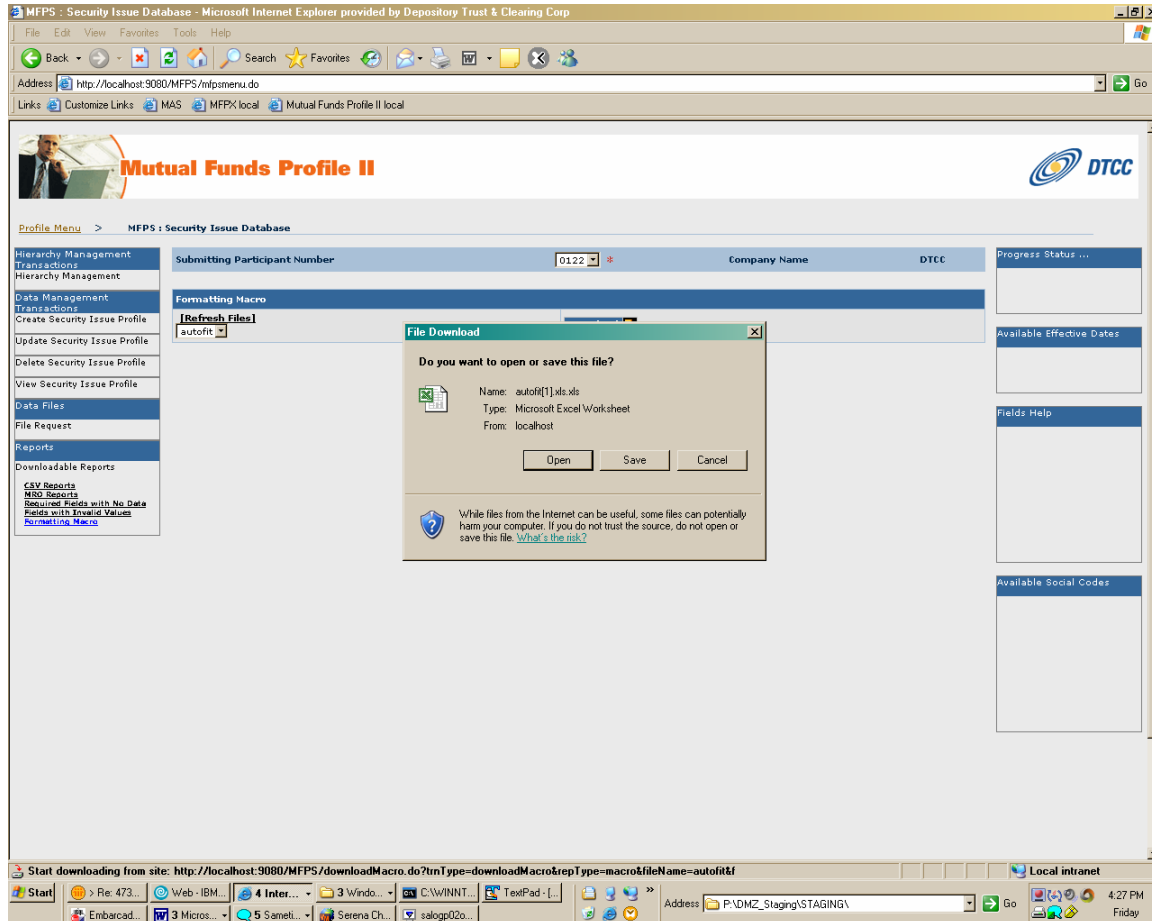 MFPS : Security Issue Database - Microsoft Internet Explorer provided by Depository Trust & Clearing Corp
File Edit View Favorites Tools Help
Back Search Favorites
Address http://localhost:9080/MFPS/mfpsmenu.do Go
Links Customize Links MAS MFPX local Mutual Funds Profile II local
Mutual Funds Profile II
DTCC
Profile Menu > MFPS : Security Issue Database
Hierarchy Management Transactions
Hierarchy Management
Data Management Transactions
Create Security Issue Profile
Update Security Issue Profile
Delete Security Issue Profile
View Security Issue Profile
Data Files
File Request
Reports
Downloadable Reports
CSV Reports
MRO Reports
Required Fields with No Data
Fields with Invalid Values
Formatting Macro
Submitting Participant Number 0122 * Company Name DTCC
Formatting Macro
[Refresh Files]
autofit
File Download
Do you want to open or save this file?
Name: autofit[1].xls.xls
Type: Microsoft Excel Worksheet
From: localhost
Open Save Cancel
While files from the Internet can be useful, some files can potentially
harm your computer. If you do not trust the source, do not open or
save this file. What's the risk?
Progress Status ...
Available Effective Dates
Fields Help
Available Social Codes
Start downloading from site: http://localhost:9080/MFPS/downloadMacro.do?trnType=downloadMacro&repType=macro&fileName=autofit&f
Local intranet
Start > Re: 473... Web - IBM... 4 Inter... 3 Windo... C:\WINNT... TextPad - [... » Address P:\DMZ_Staging\STAGING\ Go 4:27 PM
Embarcad... 3 Micros... 5 Sameti... Serena Ch... salogp02o... Friday